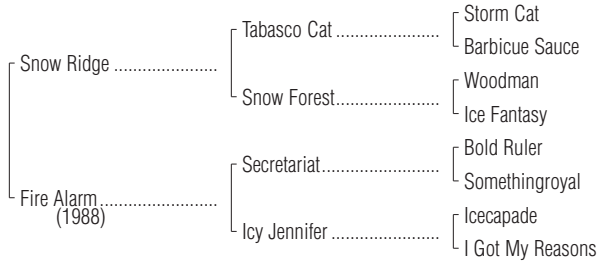 Storm Cat
Tabasco Cat ......................
Barbicue Sauce
Snow Ridge ......................
Woodman
Snow Forest......................
Ice Fantasy
Bold Ruler
Secretariat.........................
Somethingroyal
Fire Alarm.........................
(1988)
Icecapade
Icy Jennifer ......................
I Got My Reasons